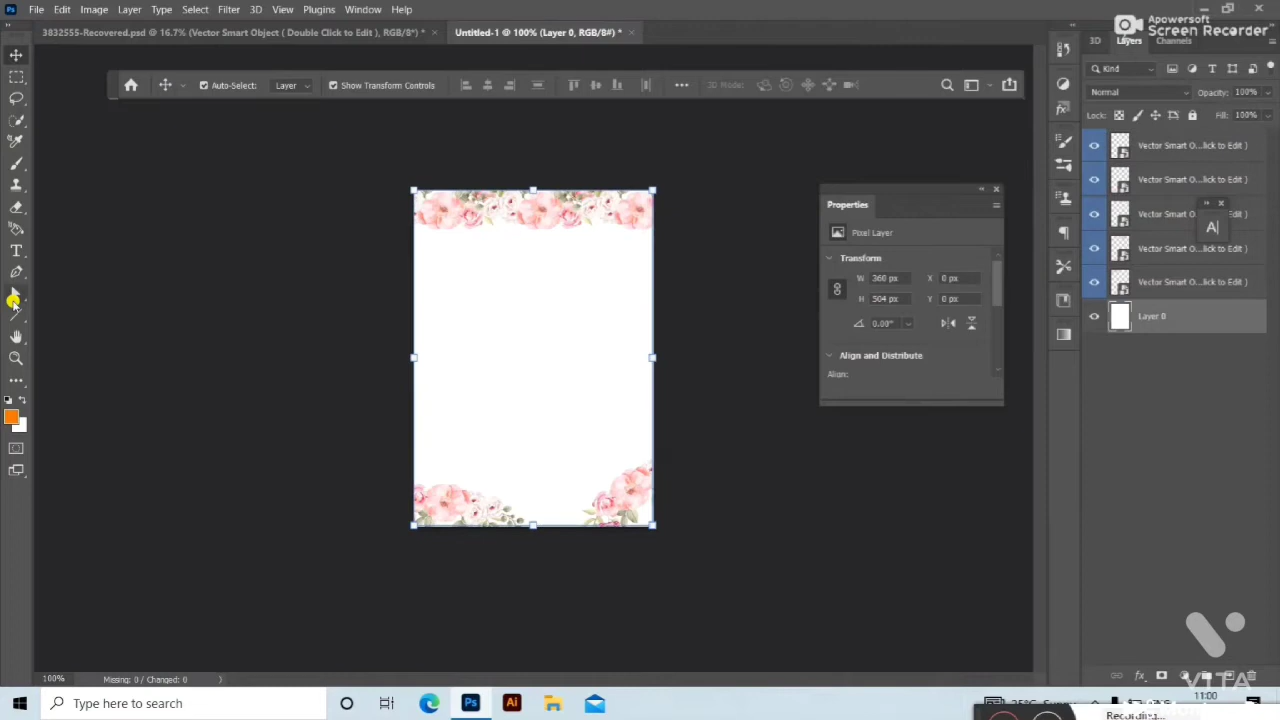 File Edit Image Layer Type Select Filter 3D View Plugins Window Help
Apowersoft
Screen Recorder
3832555-Recovered.psd @ 16.7% (Vector Smart Object ( Double Click to Edit ), RGB/8*) * ×
Untitled-1 @ 100% (Layer 0, RGB/8#) * ×
3D Layers Channels
Kind
Auto-Select: Layer Show Transform Controls 3D Mode:
Normal Opacity: 100%
Lock: Fill: 100%
Vector Smart O...lick to Edit )
Vector Smart O...lick to Edit )
Vector Smart O...lick to Edit )
Vector Smart O...lick to Edit )
Vector Smart O...lick to Edit )
Layer 0
A|
Properties
Pixel Layer
Transform
W 360 px X 0 px
H 504 px Y 0 px
0.00°
Align and Distribute
Align:
100% Missing: 0 / Changed: 0
VITA
Type here to search
Ps Ai
11:00
Recording...